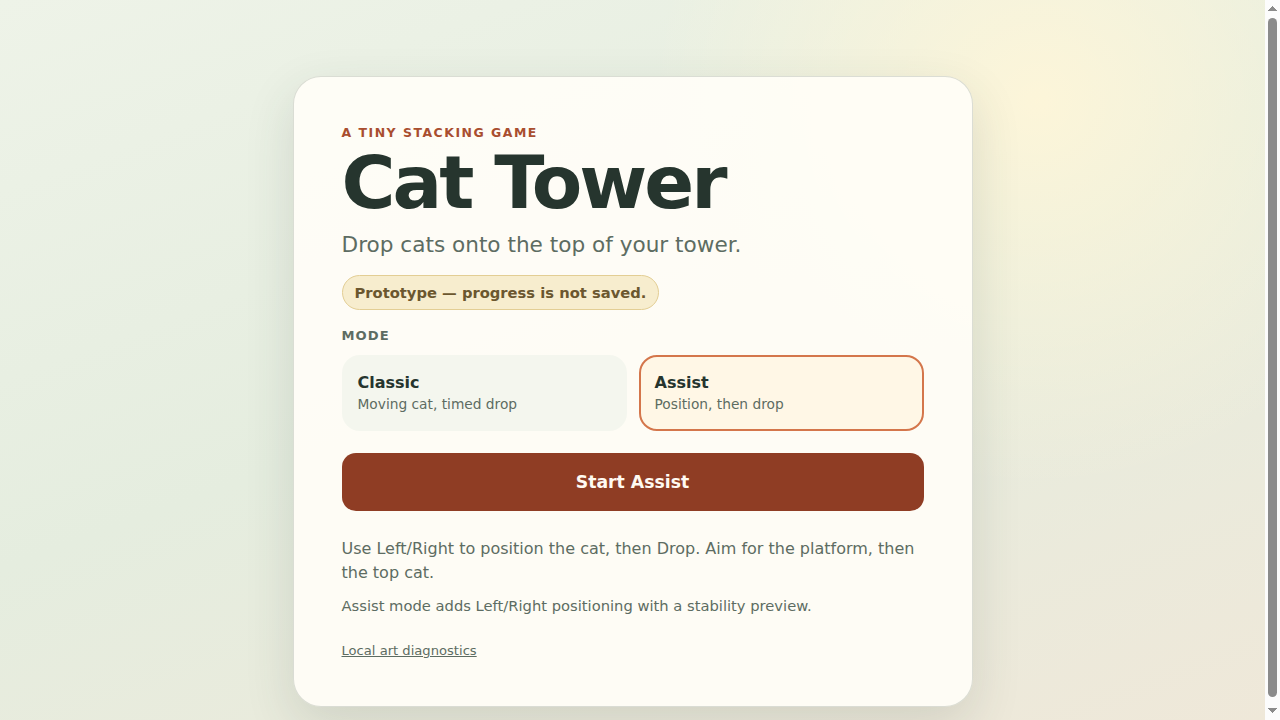 A TINY STACKING GAME
Cat Tower
Drop cats onto the top of your tower.
Prototype — progress is not saved.
MODE
Classic
Moving cat, timed drop
Assist
Position, then drop
Start Assist
Use Left/Right to position the cat, then Drop. Aim for the platform, then
the top cat.
Assist mode adds Left/Right positioning with a stability preview.
Local art diagnostics